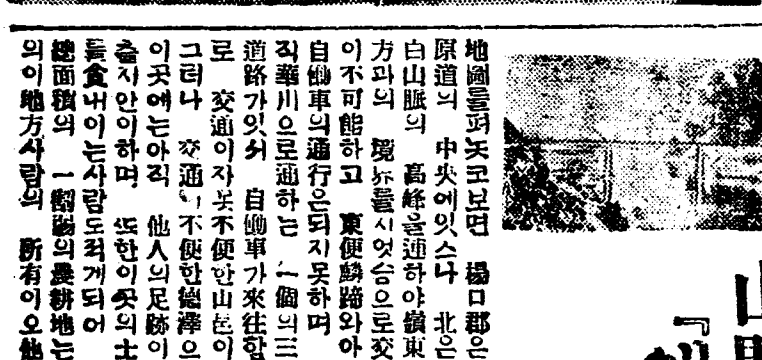 地圖를펴노코보면 楊口郡은
原道의 中央에잇스나 北은
白山脈의 高峰을連하야嶺東
方과의 境界를시엇슴으로交
이不可能하고 東便麟蹄와아
自働車의通行은되지못하며
직華川으로通하는 一個의三
道路가잇서 自働車가來往할
로 交通이자못不便한山邑이
그러나 交通이不便한德澤으
이곳에는아직 他人의足跡이
츨지안이하며 또한이곳의土
를食내이는사람도적게되어
總面積의 一割弱의農耕地는
의이地方사람의 所有이오他